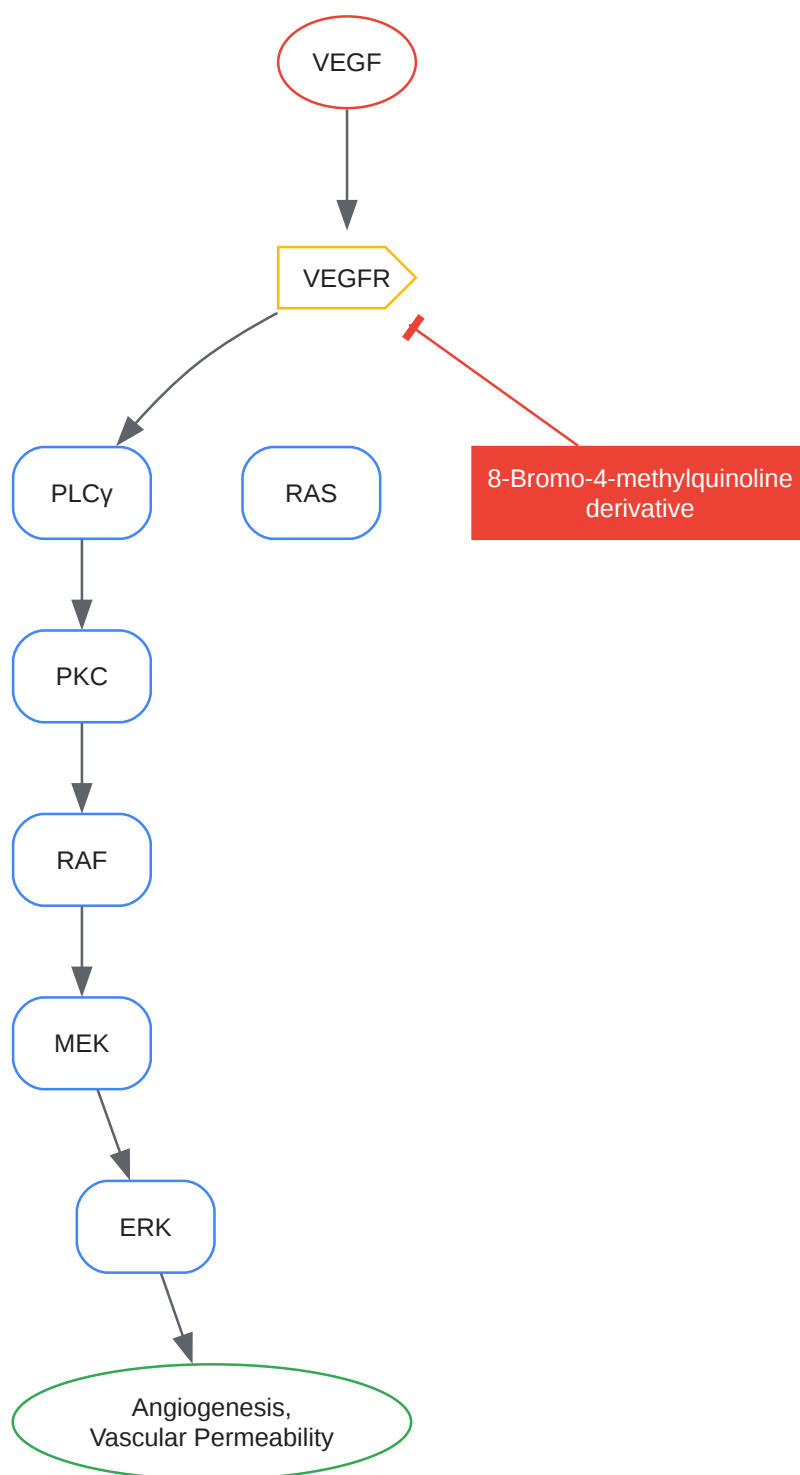 VEGF
VEGFR
PLCγ
RAS
8-Bromo-4-methylquinoline
derivative
PKC
RAF
MEK
ERK
Angiogenesis,
Vascular Permeability